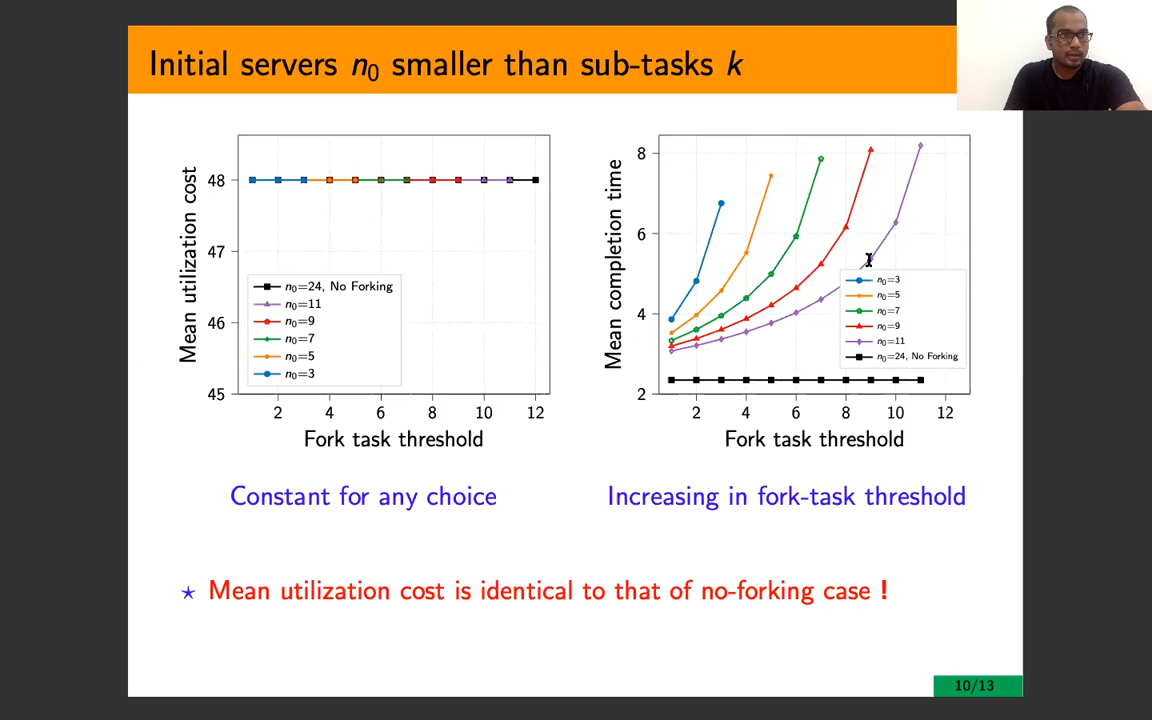 Initial servers n0 smaller than sub-tasks k
Mean utilization cost
48
47
46
45
2 4 6 8 10 12
n0=24, No Forking
n0=11
n0=9
n0=7
n0=5
n0=3
Fork task threshold
Constant for any choice
Mean completion time
8
6
4
2
2 4 6 8 10 12
n0=3
n0=5
n0=7
n0=9
n0=11
n0=24, No Forking
Fork task threshold
Increasing in fork-task threshold
⋆ Mean utilization cost is identical to that of no-forking case !
10/13